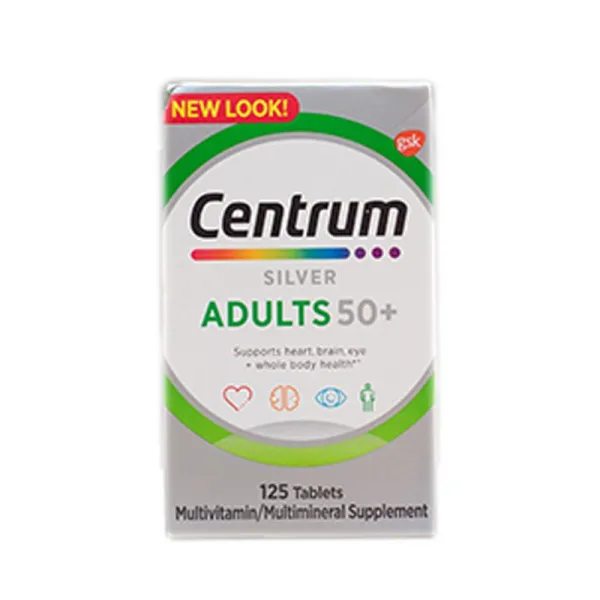 NEW LOOK!
gsk
Centrum
SILVER
ADULTS 50+
Supports heart, brain, eye
+ whole body health*^
125 Tablets
Multivitamin/Multimineral Supplement